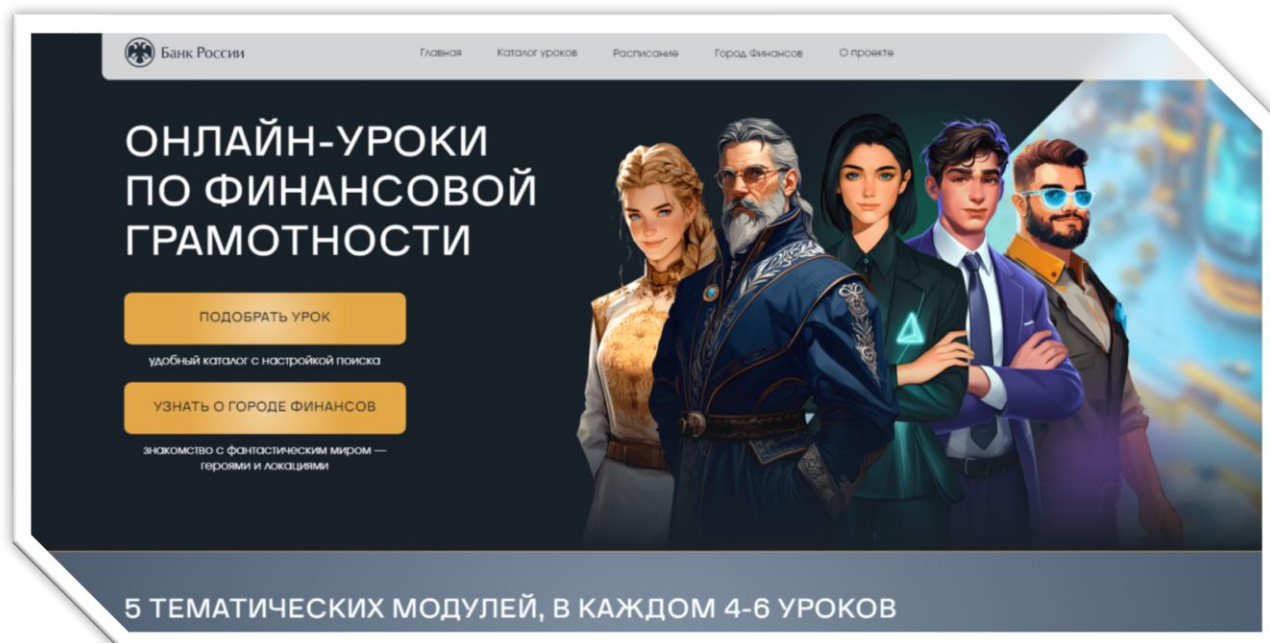 Банк России
Главная
Каталог уроков
Расписание
Город Финансов
О проекте
ОНЛАЙН-УРОКИ
ПО ФИНАНСОВОЙ
ГРАМОТНОСТИ
ПОДОБРАТЬ УРОК
удобный каталог с настройкой поиска
УЗНАТЬ О ГОРОДЕ ФИНАНСОВ
знакомство с фантастическим миром —
героями и локациями
5 ТЕМАТИЧЕСКИХ МОДУЛЕЙ, В КАЖДОМ 4-6 УРОКОВ